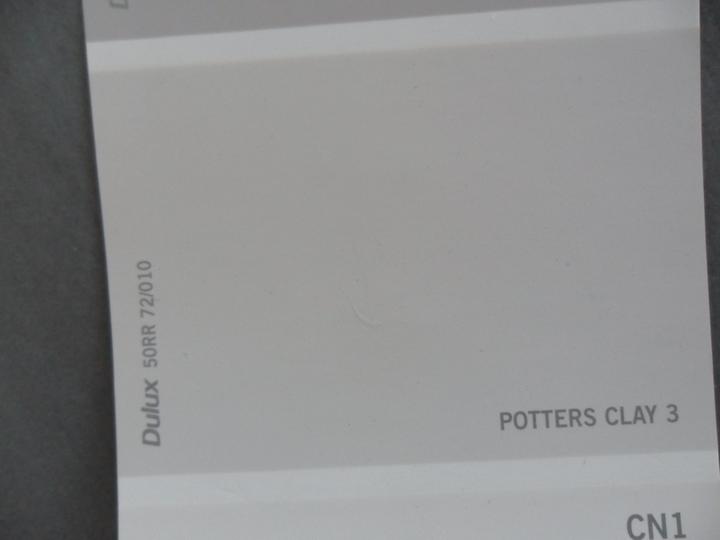 Dulux 50RR 72/010
POTTERS CLAY 3
CN1